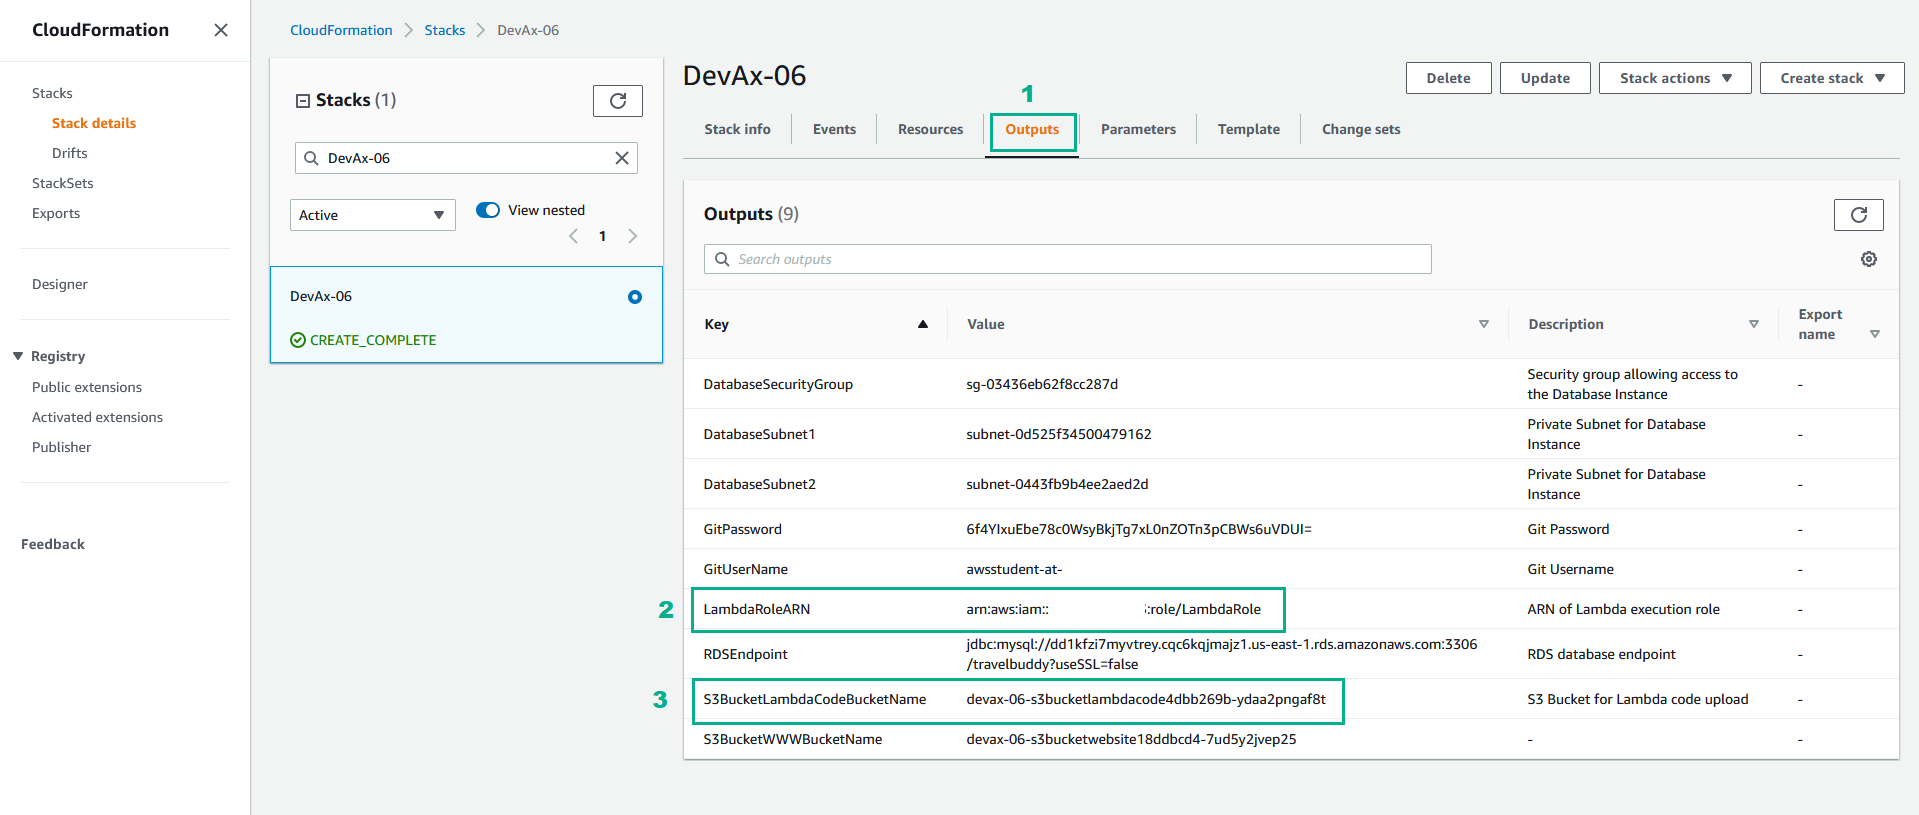 CloudFormation
Stacks
Stack details
Drifts
StackSets
Exports
Designer
Registry
Public extensions
Activated extensions
Publisher
Feedback
CloudFormation
Stacks
DevAx-06
Stacks (1)
DevAx-06
Active
View nested
1
DevAx-06
CREATE_COMPLETE
DevAx-06
Delete
Update
Stack actions
Create stack
1
Stack info
Events
Resources
Outputs
Parameters
Template
Change sets
Outputs (9)
Search outputs
Key
Value
Description
Export
name
DatabaseSecurityGroup
sg-03436eb62f8cc287d
Security group allowing access to
the Database Instance
-
DatabaseSubnet1
subnet-0d525f34500479162
Private Subnet for Database
Instance
-
DatabaseSubnet2
subnet-0443fb9b4ee2aed2d
Private Subnet for Database
Instance
-
GitPassword
6f4YIxuEbe78c0WsyBkjTg7xL0nZOTn3pCBWs6uVDUI=
Git Password
-
GitUserName
awsstudent-at-
Git Username
-
2
LambdaRoleARN
arn:aws:iam:: :role/LambdaRole
ARN of Lambda execution role
-
RDSEndpoint
jdbc:mysql://dd1kfzi7myvtrey.cqc6kqjmajz1.us-east-1.rds.amazonaws.com:3306
/travelbuddy?useSSL=false
RDS database endpoint
-
3
S3BucketLambdaCodeBucketName
devax-06-s3bucketlambdacode4dbb269b-ydaa2pngaf8t
S3 Bucket for Lambda code upload
-
S3BucketWWWBucketName
devax-06-s3bucketwebsite18ddbcd4-7ud5y2jvep25
-
-